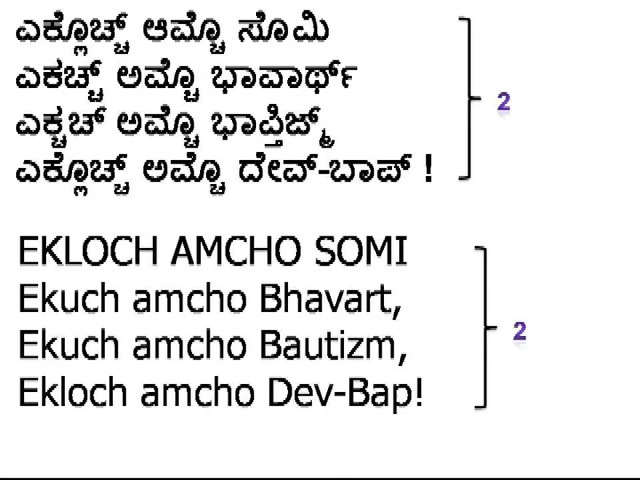 ಎಕ್ಲೊಚ್ಚ್ ಆಮ್ಚೊ ಸೊಮಿ
ಎಕಚ್ಚ್ ಅಮ್ಚೊ ಭಾವಾರ್ಥ್
2
ಎಕ್ಚಚ್ ಅಮ್ಚೊ ಭಾಪ್ತಿಜ್ಮ್
ಎಕ್ಲೊಚ್ಚ್ ಅಮ್ಚೊ ದೇವ್-ಬಾಪ್ !
EKLOCH AMCHO SOMI
Ekuch amcho Bhavart,
2
Ekuch amcho Bautizm,
Ekloch amcho Dev-Bap!